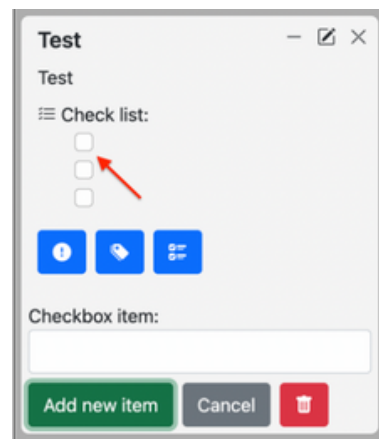 Test
Test
Check list:
Checkbox item:
Add new item Cancel